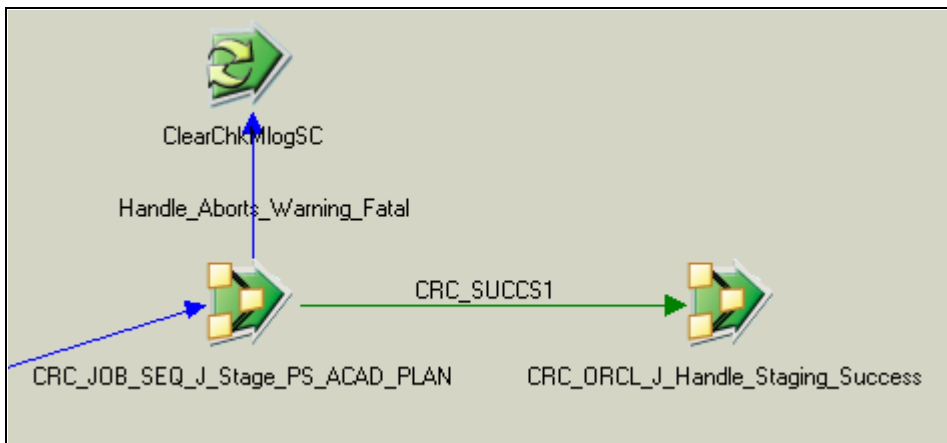 ClearChkMlogSC
Handle_Aborts_Warning_Fatal
CRC_SUCCS1
CRC_JOB_SEQ_J_Stage_PS_ACAD_PLAN
CRC_ORCL_J_Handle_Staging_Success